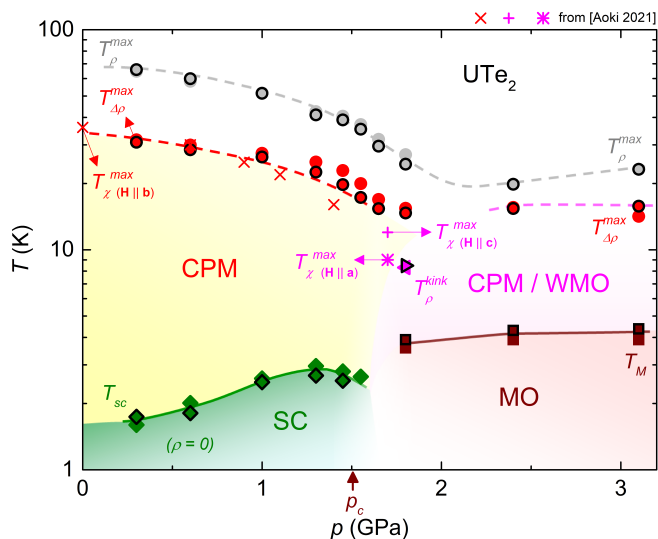 from [Aoki 2021]
100
UTe₂
T_ρ^max
T_Δρ^max
T_χ (H || b)^max
T_ρ^max
10
T (K)
CPM
T_χ (H || c)^max
T_χ (H || a)^max
T_ρ^kink
T_Δρ^max
CPM / WMO
T_sc
SC
(ρ = 0)
MO
T_M
1
0
1
2
3
p_c
p (GPa)